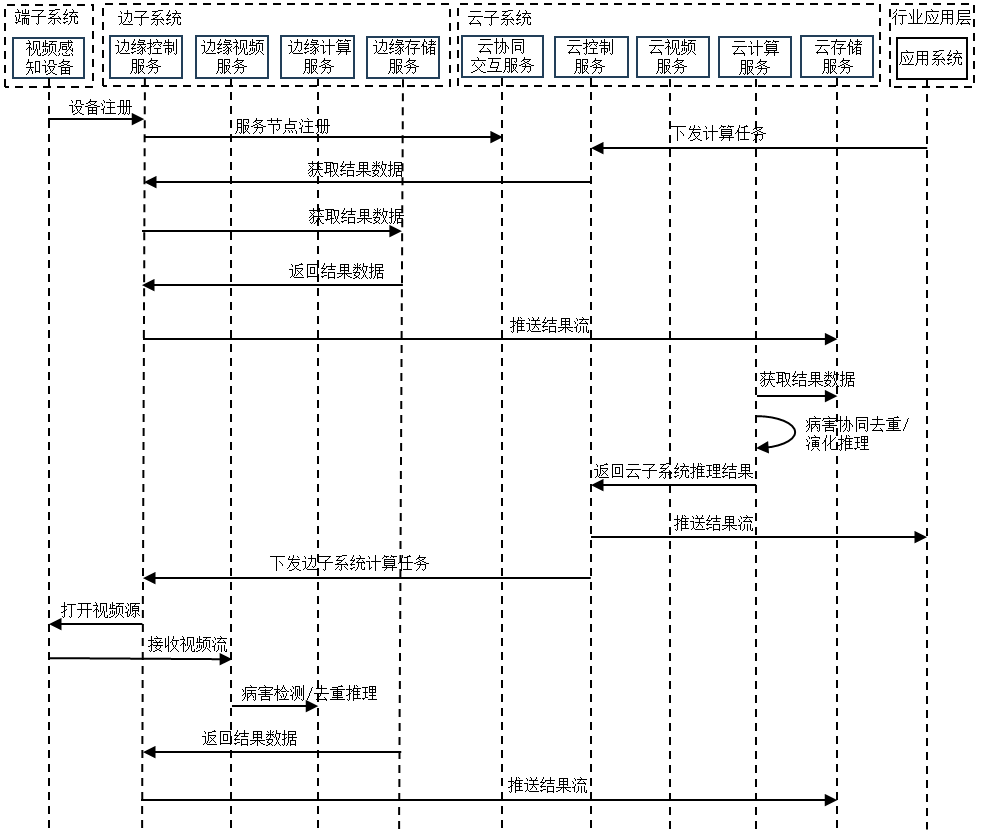 端子系统
边子系统
云子系统
行业应用层
视频感
知设备
边缘控制
服务
边缘视频
服务
边缘计算
服务
边缘存储
服务
云协同
交互服务
云控制
服务
云视频
服务
云计算
服务
云存储
服务
应用系统
设备注册
服务节点注册
下发计算任务
获取结果数据
获取结果数据
返回结果数据
推送结果流
获取结果数据
病害协同去重/
演化推理
返回云子系统推理结果
推送结果流
下发边子系统计算任务
打开视频源
接收视频流
病害检测/去重推理
返回结果数据
推送结果流